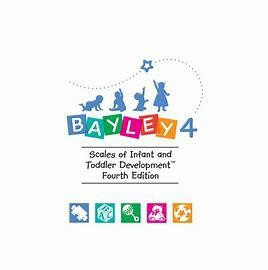 BAYLEY 4
Scales of Infant and
Toddler Development™
Fourth Edition